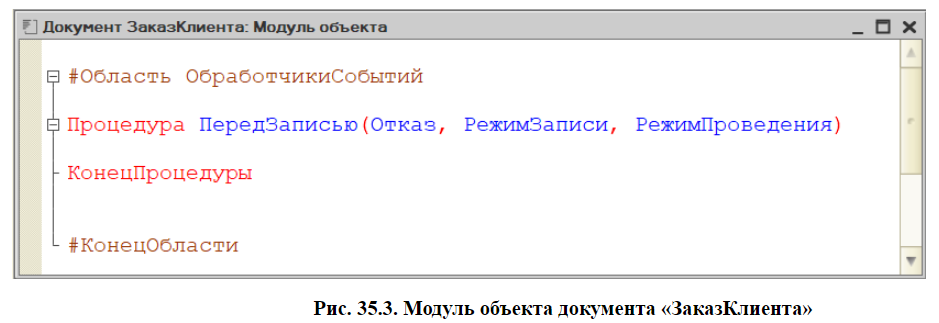 Документ ЗаказКлиента: Модуль объекта
#Область ОбработчикиСобытий
Процедура ПередЗаписью(Отказ, РежимЗаписи, РежимПроведения)
КонецПроцедуры
#КонецОбласти
Рис. 35.3. Модуль объекта документа «ЗаказКлиента»